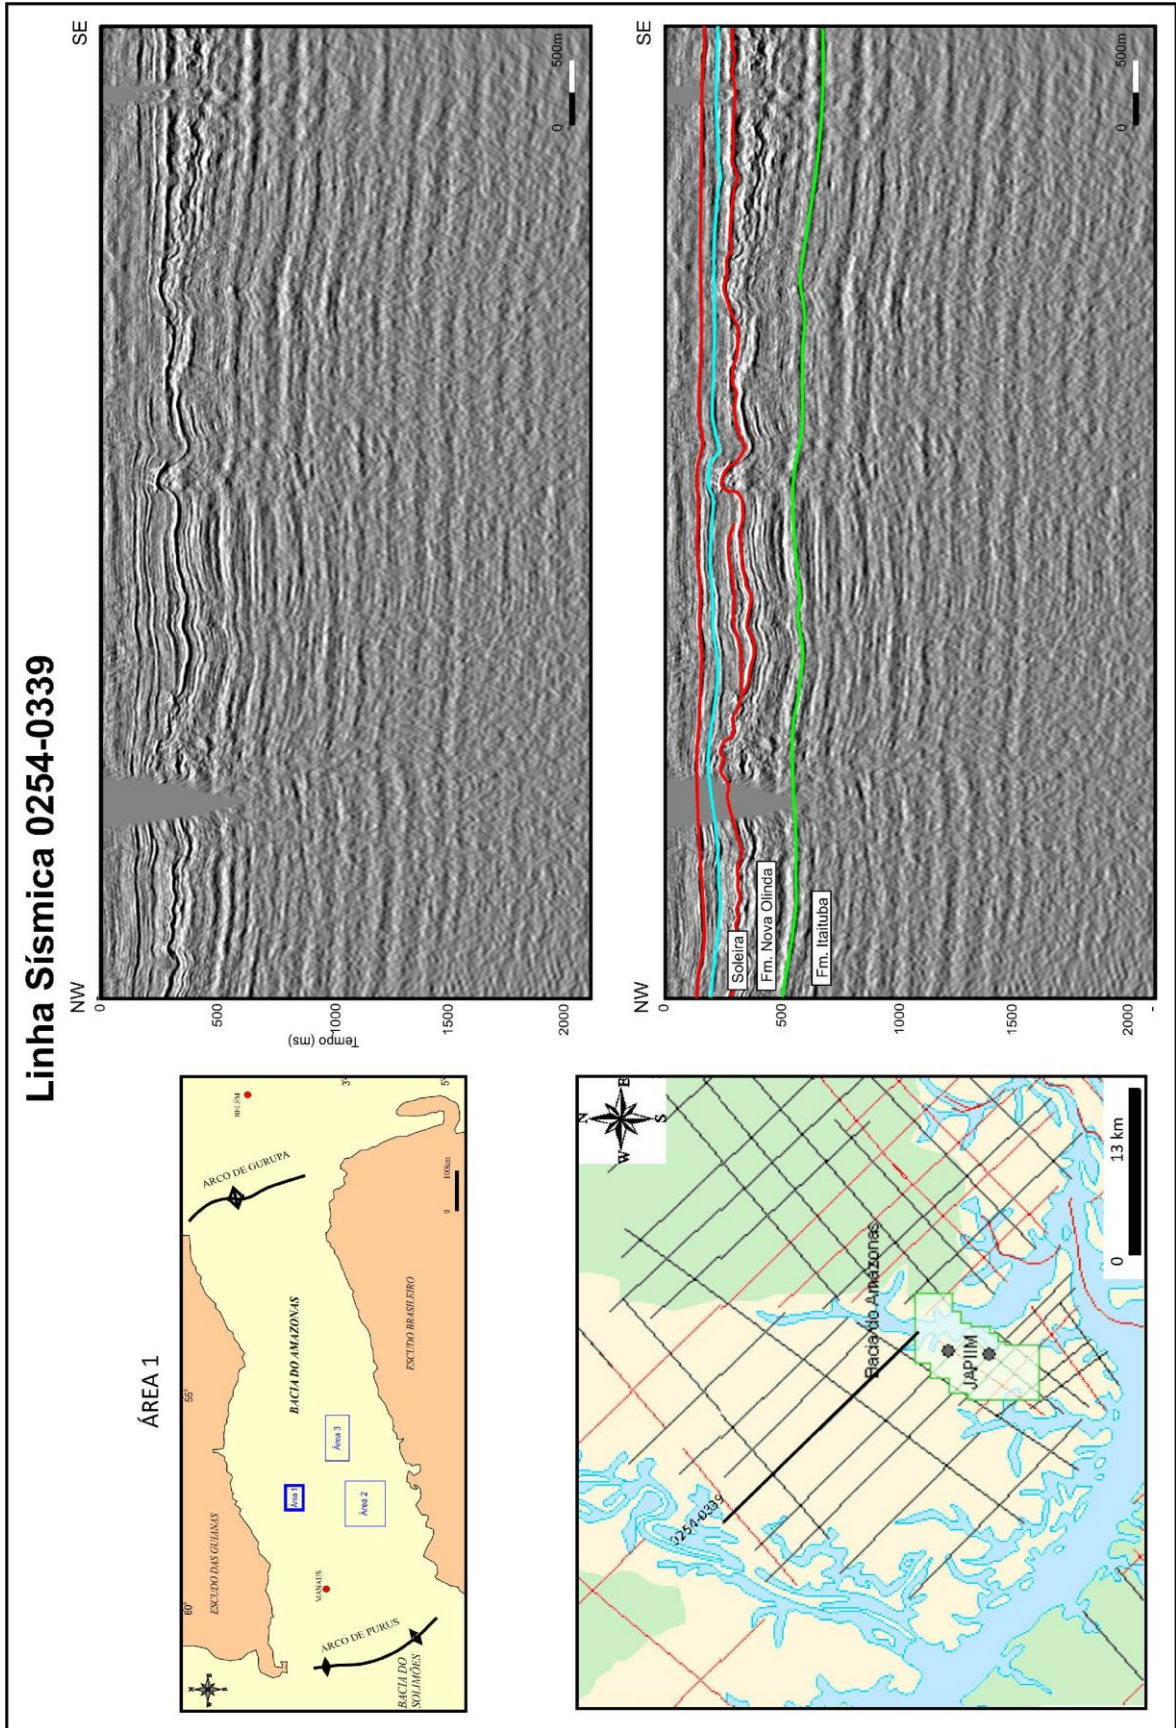 Linha Sísmica 0254-0339
ÁREA 1
60°
55°
ESCUDO DAS GUIANAS
ARCO DE GURUPA
BELÉM
3°
5°
BACIA DO AMAZONAS
Área 1
Área 2
Área 3
MANAUS
ARCO DE PURUS
BACIA DO
SOLIMÕES
ESCUDO BRASILEIRO
0 100km
NW
SE
0
500
1000
1500
2000
Tempo (ms)
0 500m
N
W E
S
0254-0339
Bacia do Amazonas
JAPIIM
0 13 km
NW
SE
0
500
1000
1500
2000
-
Soleira
Fm. Nova Olinda
Fm. Itaituba
0 500m